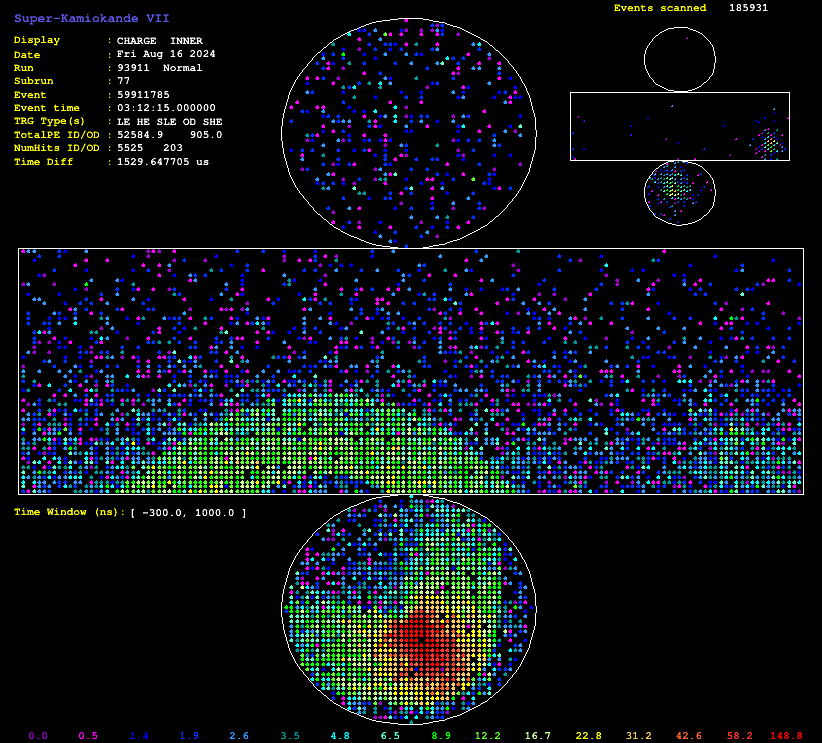 Super-Kamiokande VII
Events scanned 185931
Display : CHARGE INNER
Date : Fri Aug 16 2024
Run : 93911 Normal
Subrun : 77
Event : 59911785
Event time : 03:12:15.000000
TRG Type(s) : LE HE SLE OD SHE
TotalPE ID/OD : 52584.9 905.0
NumHits ID/OD : 5525 203
Time Diff : 1529.647705 us
Time Window (ns): [ -300.0, 1000.0 ]
0.0 0.5 1.4 1.9 2.6 3.5 4.8 6.5 8.9 12.2 16.7 22.8 31.2 42.6 58.2 148.8